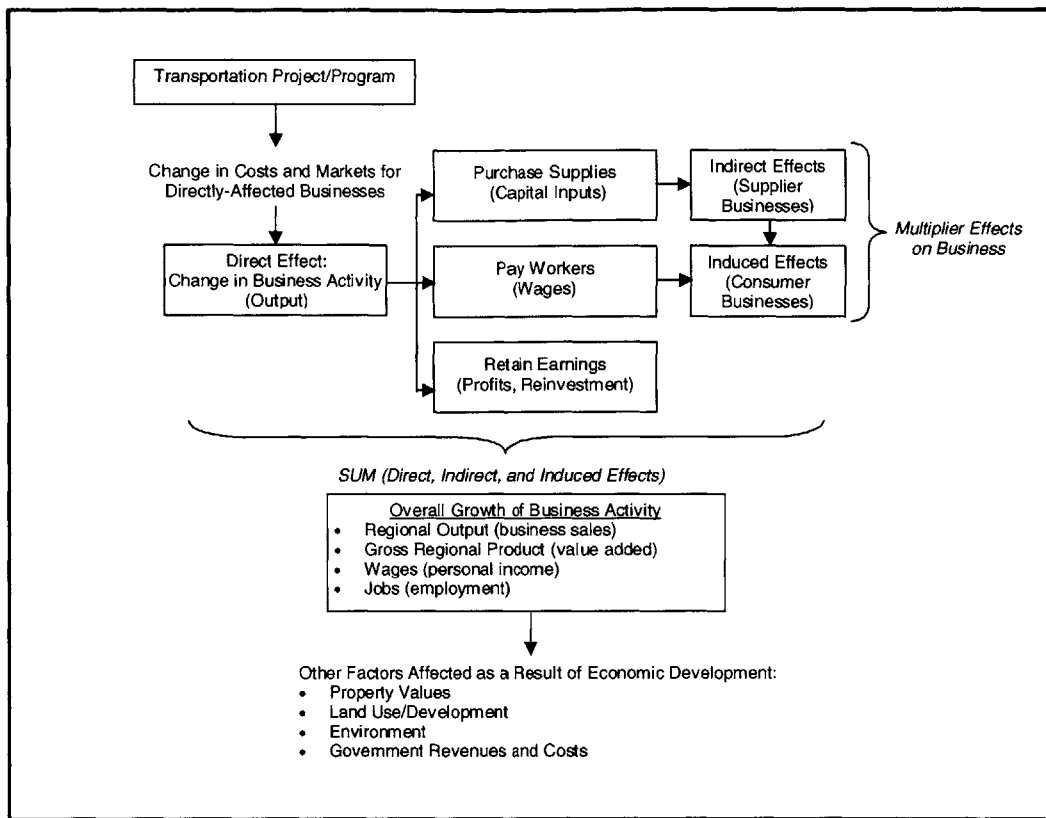 Transportation Project/Program
Change in Costs and Markets for
Directly-Affected Businesses
Direct Effect:
Change in Business Activity
(Output)
Purchase Supplies
(Capital Inputs)
Indirect Effects
(Supplier
Businesses)
Pay Workers
(Wages)
Induced Effects
(Consumer
Businesses)
Multiplier Effects
on Business
Retain Earnings
(Profits, Reinvestment)
SUM (Direct, Indirect, and Induced Effects)
Overall Growth of Business Activity
• Regional Output (business sales)
• Gross Regional Product (value added)
• Wages (personal income)
• Jobs (employment)
Other Factors Affected as a Result of Economic Development:
• Property Values
• Land Use/Development
• Environment
• Government Revenues and Costs